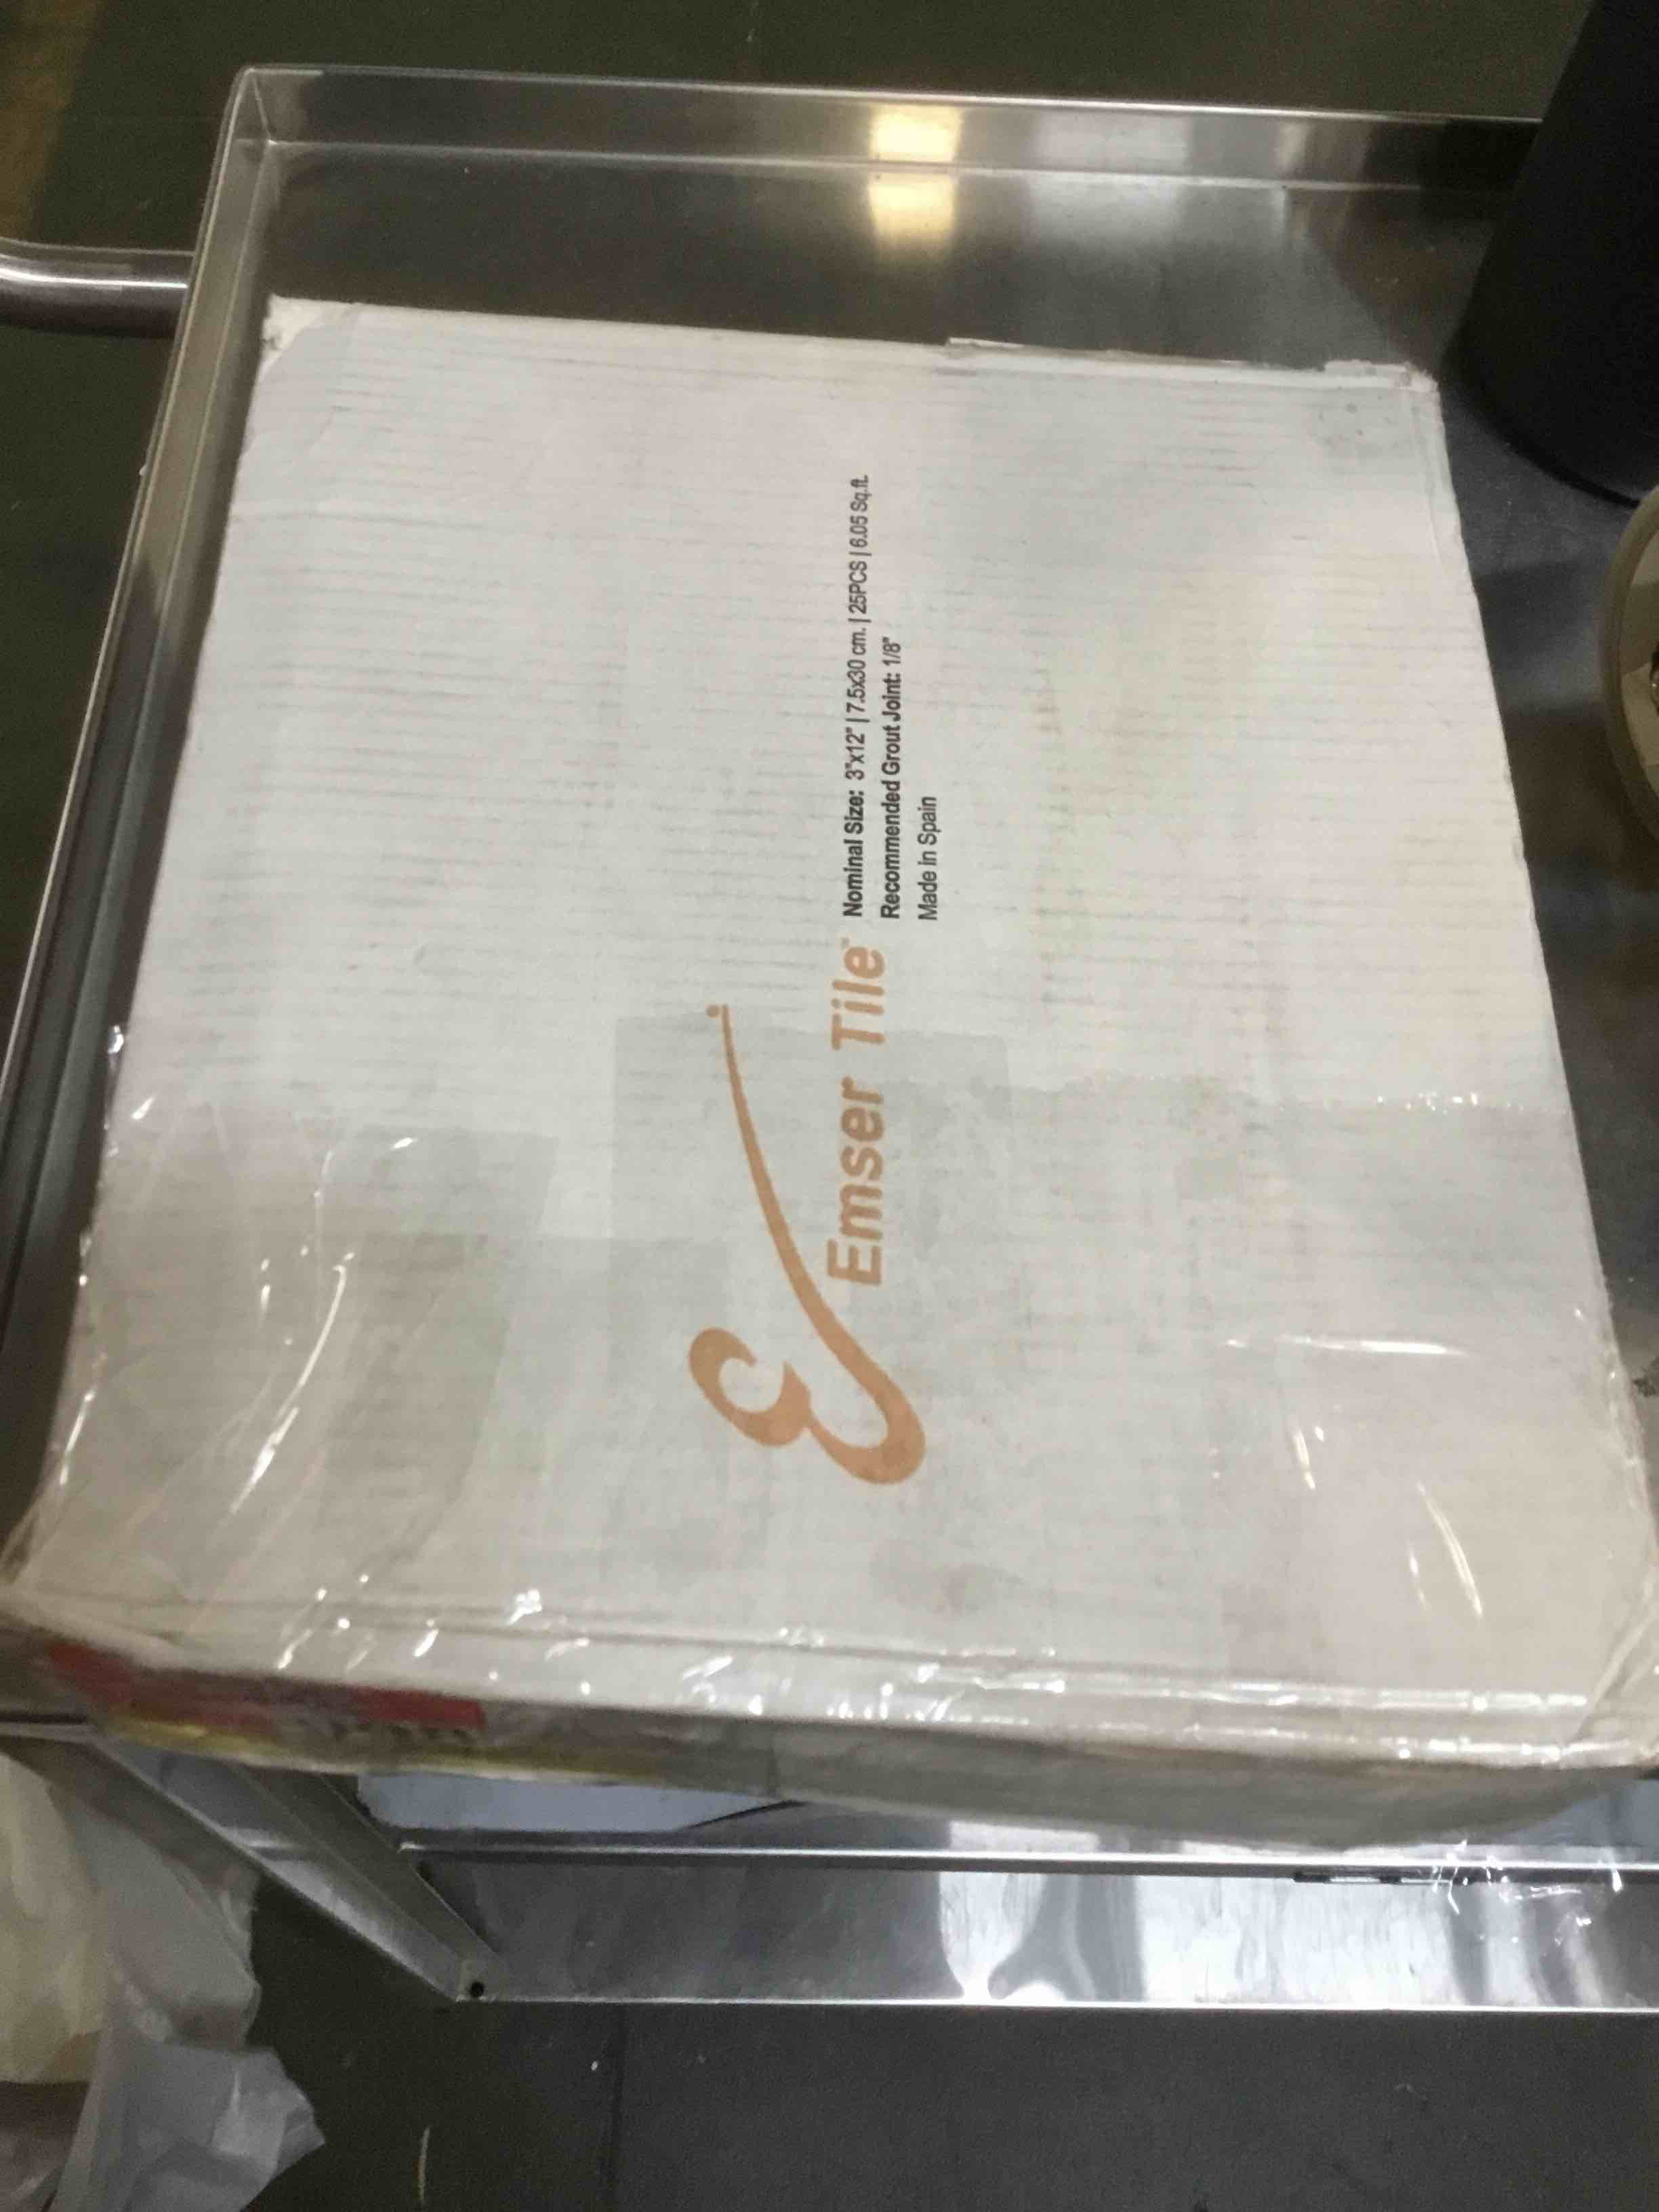 Emser Tile™
Nominal Size: 3"x12" | 7.5x30 cm. | 25PCS | 6.05 Sq.ft.
Recommended Grout Joint: 1/8"
Made in Spain